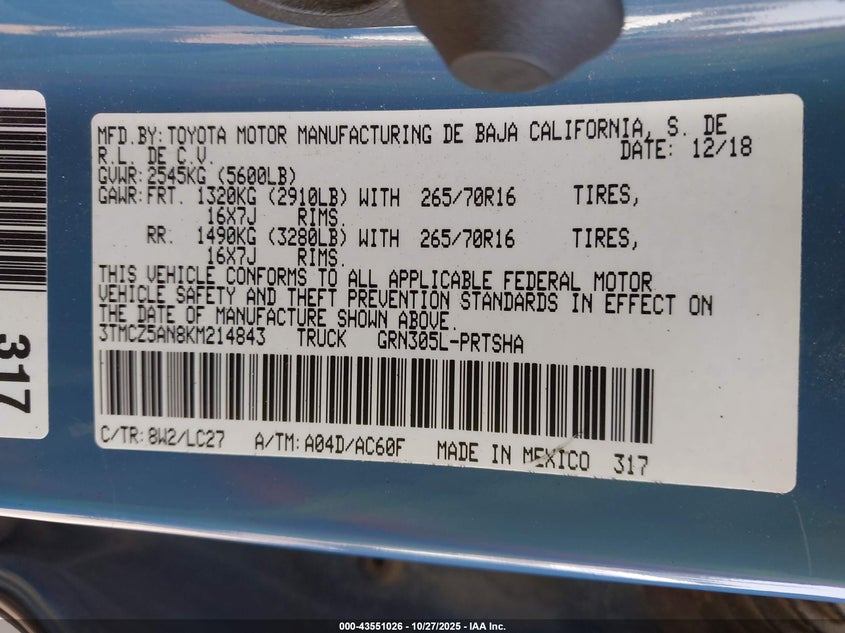 MFD.BY: TOYOTA MOTOR MANUFACTURING DE BAJA CALIFORNIA, S. DE
R.L. DE C.V. DATE: 12/18
GVWR: 2545KG (5600LB)
GAWR: FRT. 1320KG (2910LB) WITH 265/70R16 TIRES,
16X7J RIMS.
RR. 1490KG (3280LB) WITH 265/70R16 TIRES,
16X7J RIMS.
THIS VEHICLE CONFORMS TO ALL APPLICABLE FEDERAL MOTOR
VEHICLE SAFETY AND THEFT PREVENTION STANDARDS IN EFFECT ON
THE DATE OF MANUFACTURE SHOWN ABOVE.
3TMCZ5AN8KM214843 TRUCK GRN305L-PRTSHA
C/TR: 8W2/LC27 A/TM: A04D/AC60F MADE IN MEXICO 317
317
000-43551026 - 10/27/2025 - IAA Inc.